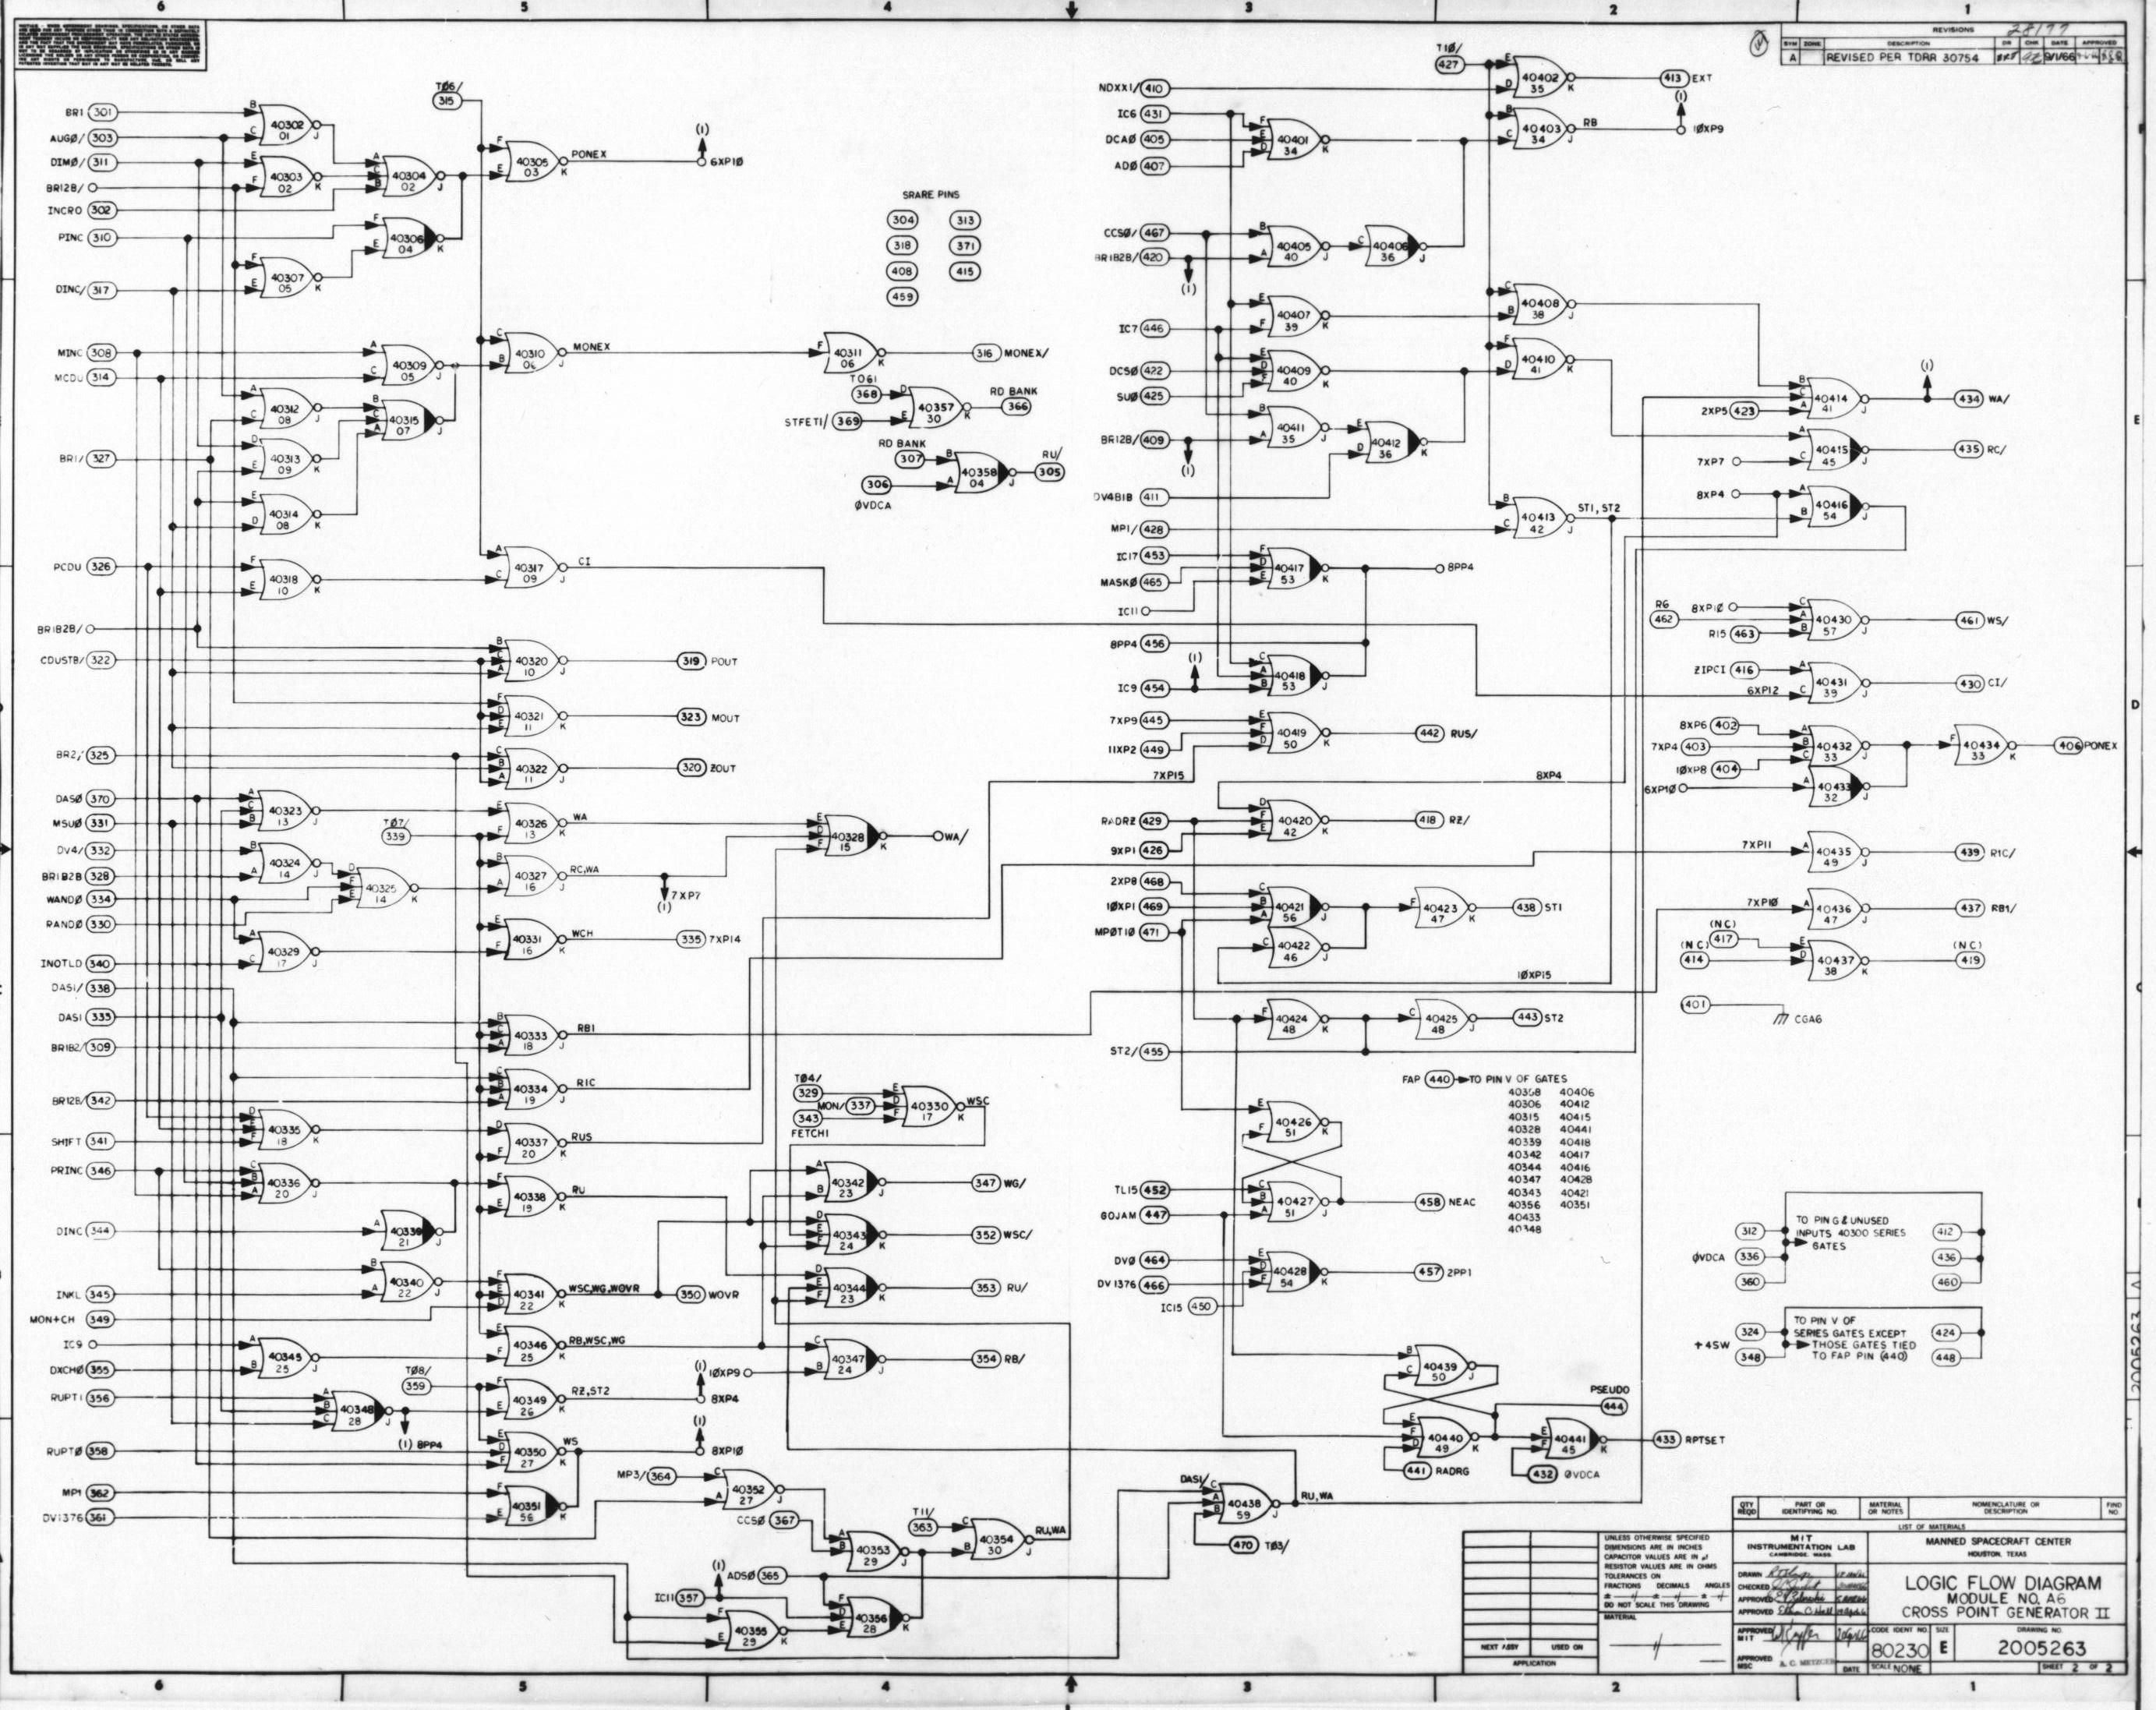 6 5 4 3 2 1
REVISIONS
28177
SYM ZONE DESCRIPTION DR CHK DATE APPROVED
A REVISED PER TDRR 30754 9/1/66
BR1 301
AUGØ/ 303
DIMØ/ 311
BR12B/
INCRO 302
PINC 310
DINC/ 317
MINC 308
MCDU 314
BR1/ 327
PCDU 326
BR1B2B/
CDUSTB/ 322
BR2/ 325
DASØ 370
MSUØ 331
DV4/ 332
BR1B2B 328
WANDØ 334
RANDØ 330
INOTLD 340
DAS1/ 338
DAS1 333
BR1B2/ 309
BR12B/ 342
SHIFT 341
PRINC 346
DINC 344
INKL 345
MON+CH 349
IC9
DXCHØ 355
RUPT1 356
RUPTØ 358
MP1 362
DV1376 361
TØ6/
315
40302
01
40303
02
40304
02
40305
03
PONEX
(1)
6XP1Ø
40306
04
40307
05
40309
05
40310
06
MONEX
40311
06
316 MONEX/
40312
08
40315
07
40313
09
40314
08
40318
10
40317
09
CI
40320
10
319 POUT
40321
11
323 MOUT
40322
11
320 ZOUT
40323
13
TØ7/
339
40326
13
WA
40328
15
WA/
40324
14
40325
14
40327
16
RC,WA
7XP7
(1)
40329
17
40331
16
WCH
335 7XP14
40333
18
RB1
40334
19
R1C
40335
18
40337
20
RUS
40336
20
40338
19
RU
40339
21
40340
22
40341
22
WSC,WG,WOVR
350 WOVR
40345
25
40346
25
RB,WSC,WG
40348
28
(1) 8PP4
TØ8/
359
40349
26
RZ,ST2
(1)
8XP4
40350
27
WS
(1)
8XP1Ø
40351
56
SPARE PINS
304 313
318 371
408 415
459
TO61
368
STFET1/ 369
40357
30
RD BANK
366
RD BANK
307
306
ØVDCA
40358
04
RU/
305
TØ4/
329
MON/ 337
343
FETCH1
40330
17
WSC
40342
23
347 WG/
40343
24
352 WSC/
40344
23
353 RU/
10XP9
40347
24
354 RB/
MP3/ 364
40352
27
CCSØ 367
40353
29
T11/
363
40354
30
RU,WA
ADSØ 365
(1)
IC11 357
40356
28
40355
29
DAS1/
40438
59
RU,WA
470 TØ3/
T1Ø/
427
NDXX1/ 410
IC6 431
DCAØ 405
ADØ 407
CCSØ/ 467
BR1B2B/ 420
(1)
IC7 446
DCSØ 422
SUØ 425
BR12B/ 409
(1)
DV4B1B 411
MP1/ 428
IC17 453
MASKØ 465
IC11
8PP4 456
(1)
IC9 454
7XP9 445
11XP2 449
7XP15
RADRZ 429
9XP1 426
2XP8 468
1ØXP1 469
MPØT1Ø 471
ST2/ 455
TL15 452
GOJAM 447
DVØ 464
DV1376 466
IC15 450
40402
35
413 EXT
(1)
40401
34
40403
34
RB
1ØXP9
40405
40
40406
36
40407
39
40408
38
40409
40
40410
41
40411
35
40412
36
40413
42
ST1, ST2
40417
53
8PP4
40418
53
40419
50
442 RUS/
8XP4
40420
42
418 RZ/
40421
56
40423
47
438 ST1
40422
46
1ØXP15
40424
48
40425
48
443 ST2
2XP5 423
40414
41
(1)
434 WA/
7XP7
40415
45
435 RC/
8XP4
40416
54
R6
462
8XP1Ø
R15 463
40430
57
461 WS/
ZIPCI 416
6XP12
40431
39
430 CI/
8XP6 402
7XP4 403
1ØXP8 404
6XP1Ø
40432
33
40433
32
40434
33
406 PONEX
7XP11
40435
49
439 R1C/
7XP1Ø
40436
47
437 RB1/
(NC)
417
(NC)
414
40437
38
(NC)
419
401
CGA6
FAP 440 TO PIN V OF GATES
40358 40406
40306 40412
40315 40415
40328 40441
40339 40418
40342 40417
40344 40416
40347 40428
40343 40421
40356 40351
40433
40348
40426
51
40427
51
458 NEAC
40428
54
457 2PP1
40439
50
PSEUDO
444
40440
49
441 RADRG
40441
45
432 ØVDCA
433 RPTSET
312
ØVDCA 336
360
TO PIN G & UNUSED
INPUTS 40300 SERIES
GATES
412
436
460
324
+4SW
348
TO PIN V OF
SERIES GATES EXCEPT
THOSE GATES TIED
TO FAP PIN (440)
424
448
QTY REQD PART OR IDENTIFYING NO. MATERIAL OR NOTES NOMENCLATURE OR DESCRIPTION FIND NO.
LIST OF MATERIALS
UNLESS OTHERWISE SPECIFIED
DIMENSIONS ARE IN INCHES
CAPACITOR VALUES ARE IN
RESISTOR VALUES ARE IN OHMS
TOLERANCES ON
FRACTIONS DECIMALS ANGLES
DO NOT SCALE THIS DRAWING
MATERIAL
NEXT ASSY USED ON
APPLICATION
MIT
INSTRUMENTATION LAB
CAMBRIDGE, MASS.
DRAWN
CHECKED
APPROVED
APPROVED
APPROVED MIT
APPROVED MSC
DATE
MANNED SPACECRAFT CENTER
HOUSTON, TEXAS
LOGIC FLOW DIAGRAM
MODULE NO. A6
CROSS POINT GENERATOR II
CODE IDENT NO. SIZE DRAWING NO.
80230 E 2005263
SCALE NONE SHEET 2 OF 2
2005263 A
F
E
D
C
6 5 4 3 2 1